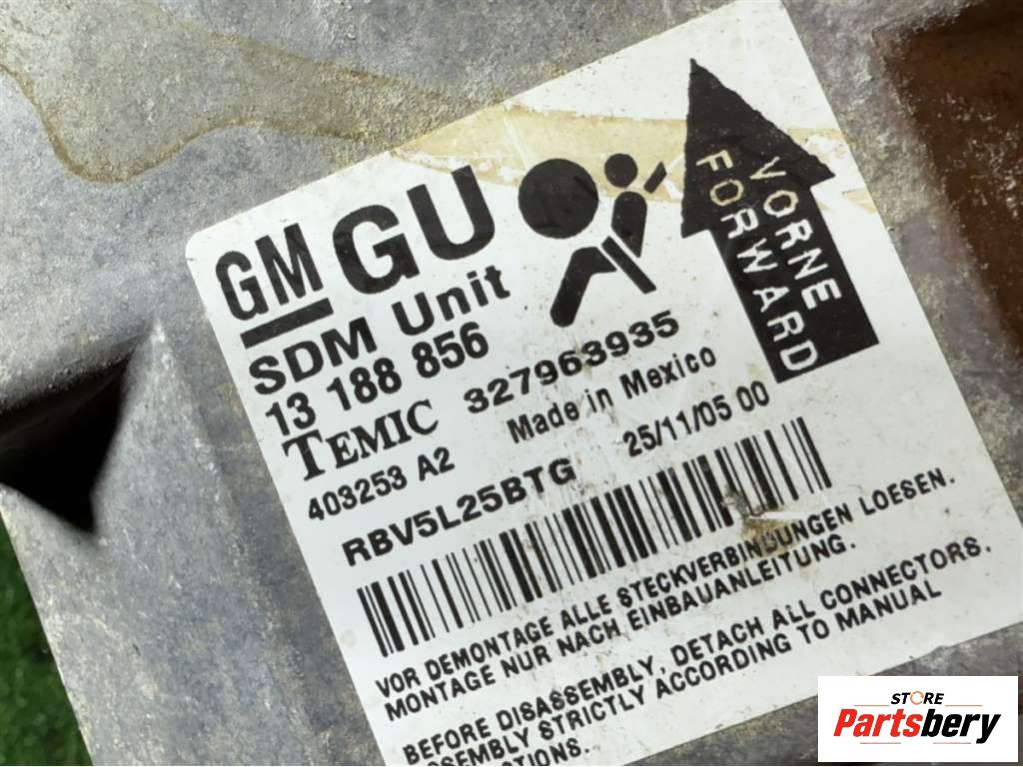 GM GU
SDM Unit
13 188 856
TEMIC 327963935
403253 A2 Made in Mexico
RBV5L25BTG 25/11/05 00
VORNE
FORWARD
VOR DEMONTAGE ALLE STECKVERBINDUNGEN LOESEN.
MONTAGE NUR NACH EINBAUANLEITUNG.
BEFORE DISASSEMBLY, DETACH ALL CONNECTORS.
STRICTLY ACCORDING TO MANUAL
STORE
Partsbery